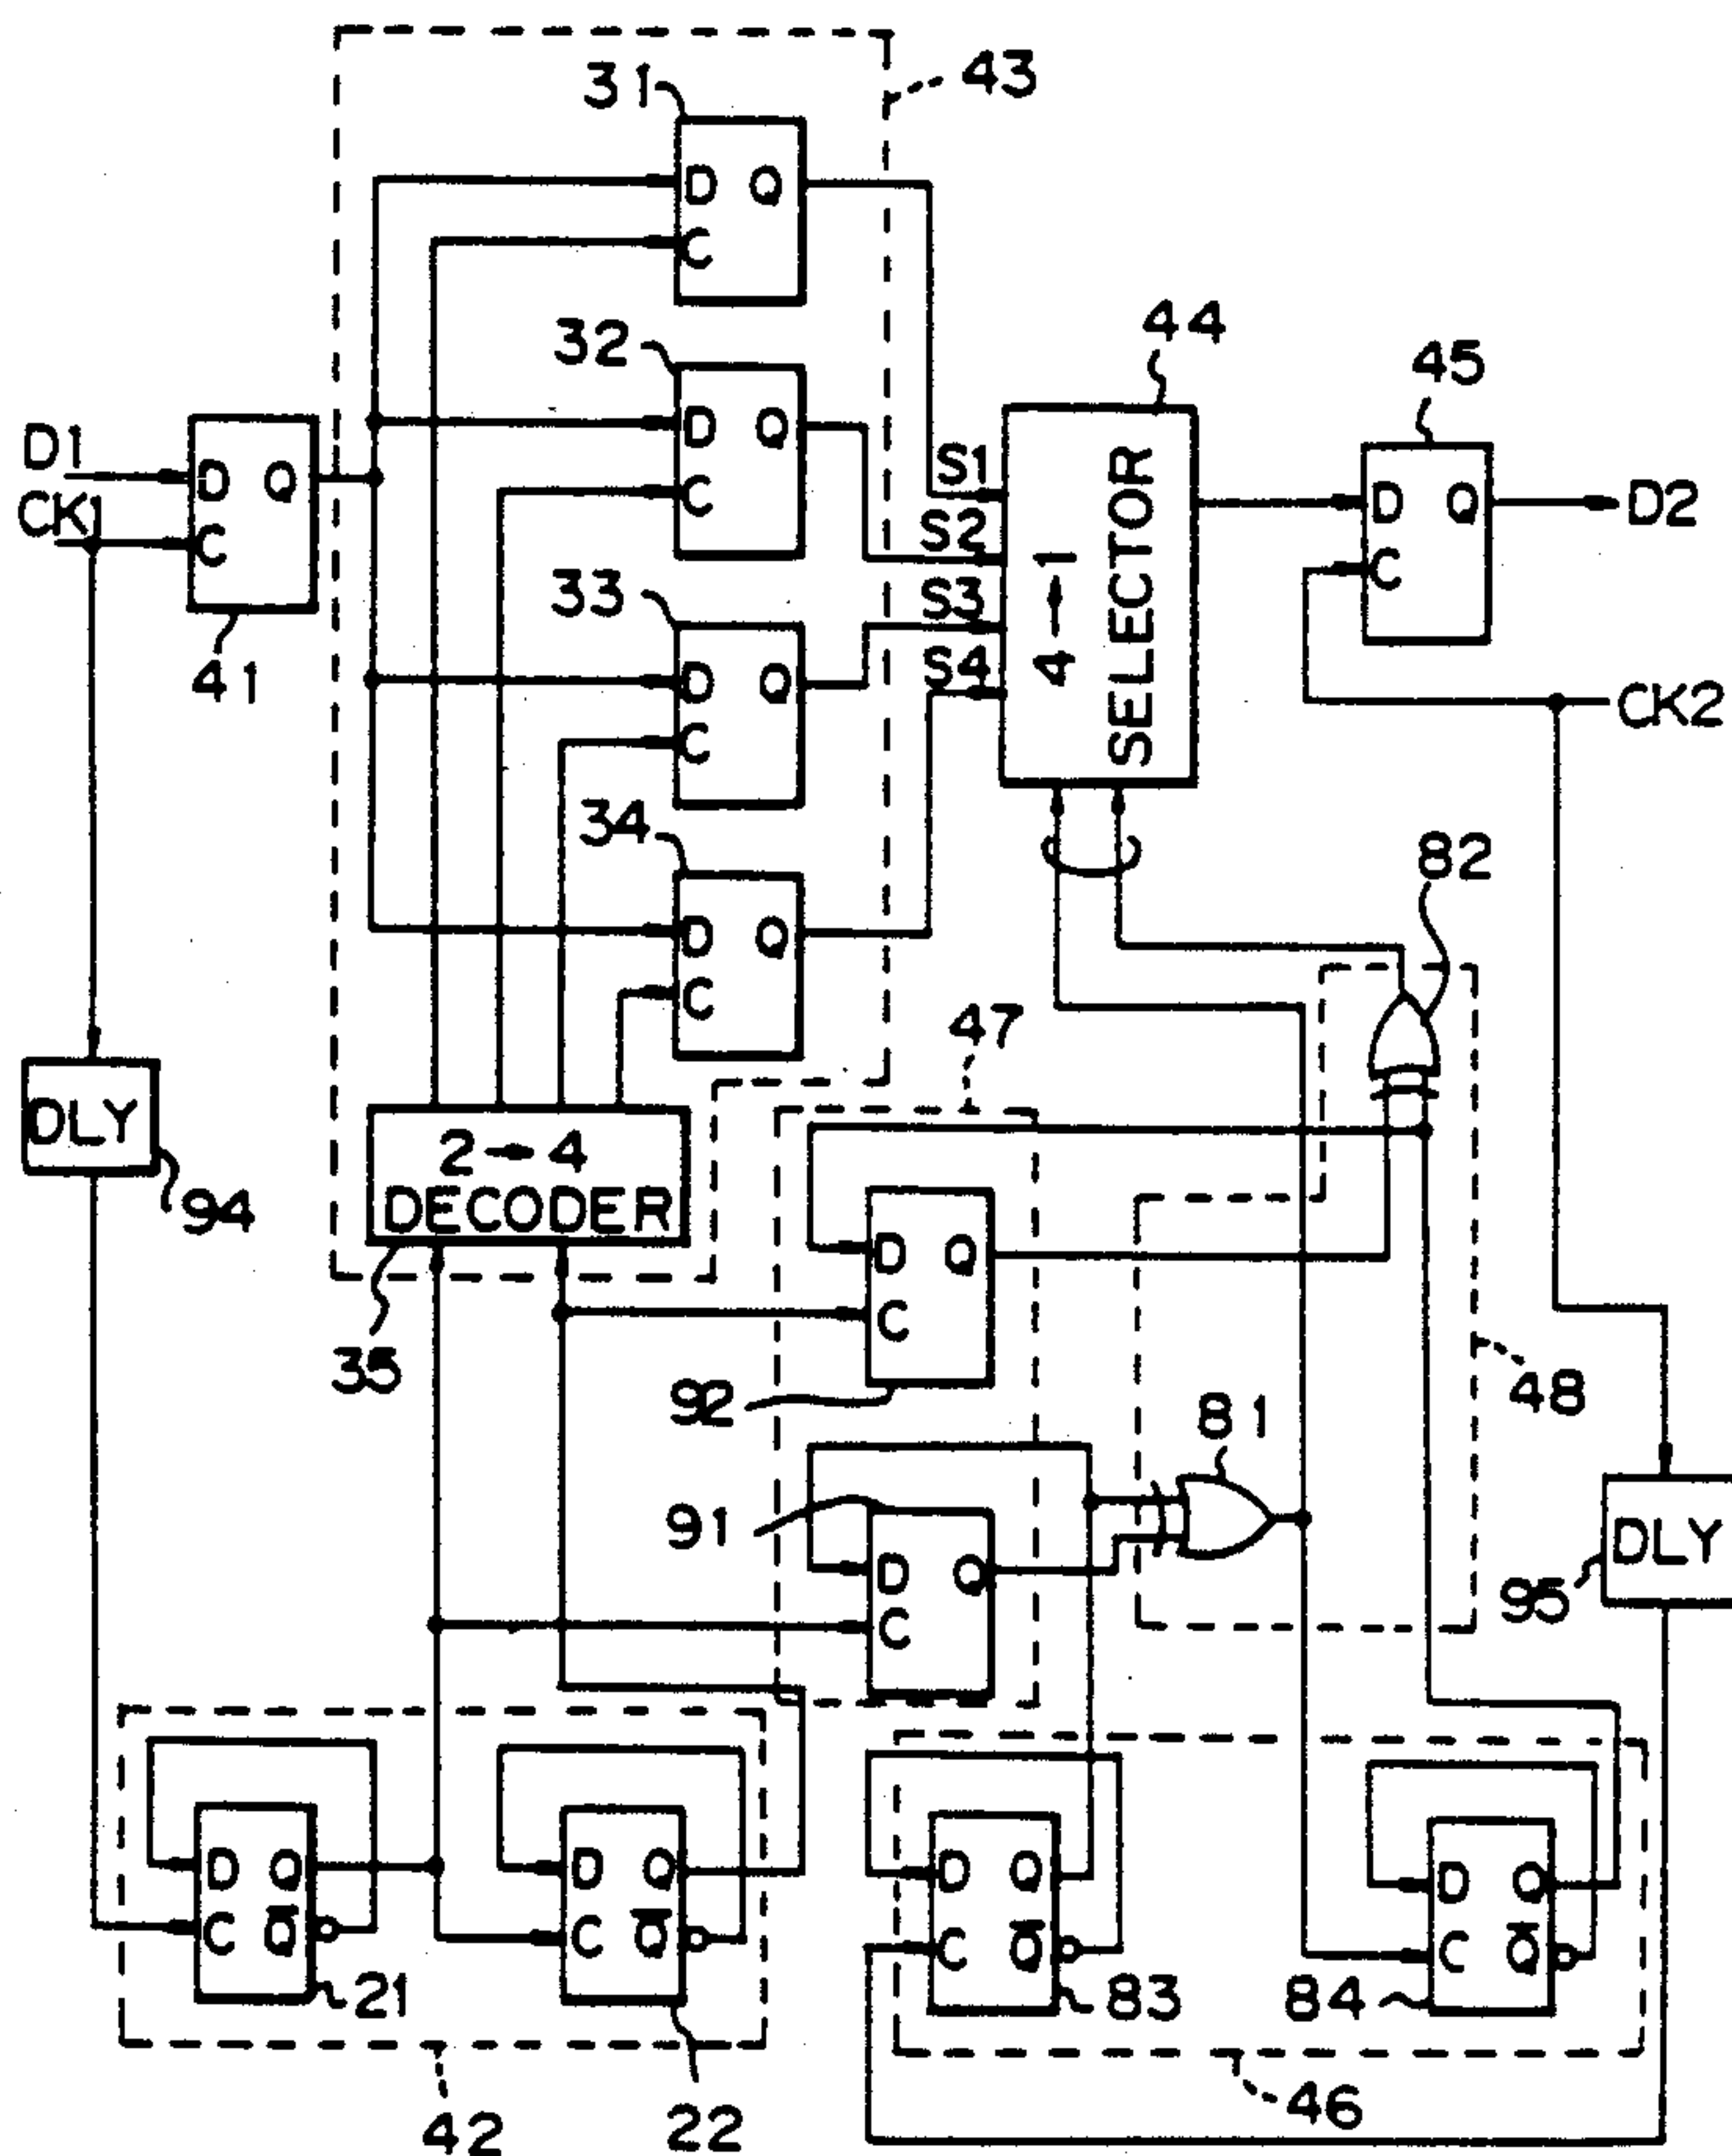 31
43
D Q
C
32
D Q
C
44
45
D1
CK1
D Q
C
41
S1
S2
S3
S4
4→1
SELECTOR
D Q
C
D2
CK2
33
D Q
C
34
D Q
C
82
47
DLY
94
2→4
DECODER
35
D Q
C
92
48
81
91
D Q
C
DLY
95
D Q
C Q̅
21
D Q
C Q̅
22
D Q
C Q̅
83
D Q
C Q̅
84
42
46